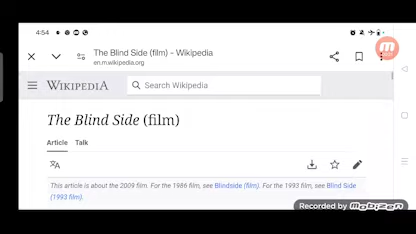 4:54
The Blind Side (film) - Wikipedia
en.m.wikipedia.org
WIKIPEDIA
Search Wikipedia
The Blind Side (film)
Article Talk
This article is about the 2009 film. For the 1986 film, see Blindside (film). For the 1993 film, see Blind Side
(1993 film).
Recorded by Mobizen